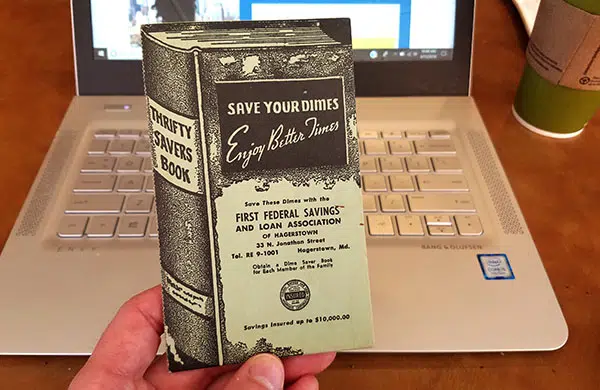 SAVE YOUR DIMES
Enjoy Better Times
THRIFTY
SAVERS
BOOK
Save These Dimes with the
FIRST FEDERAL SAVINGS
AND LOAN ASSOCIATION
OF HAGERSTOWN
33 N. Jonathan Street
Tel. RE 9-1001 Hagerstown, Md.
Obtain a Dime Saver Book
for Each Member of the Family
INSURED
Savings Insured up to $10,000.00
ENVY
BANG & OLUFSEN